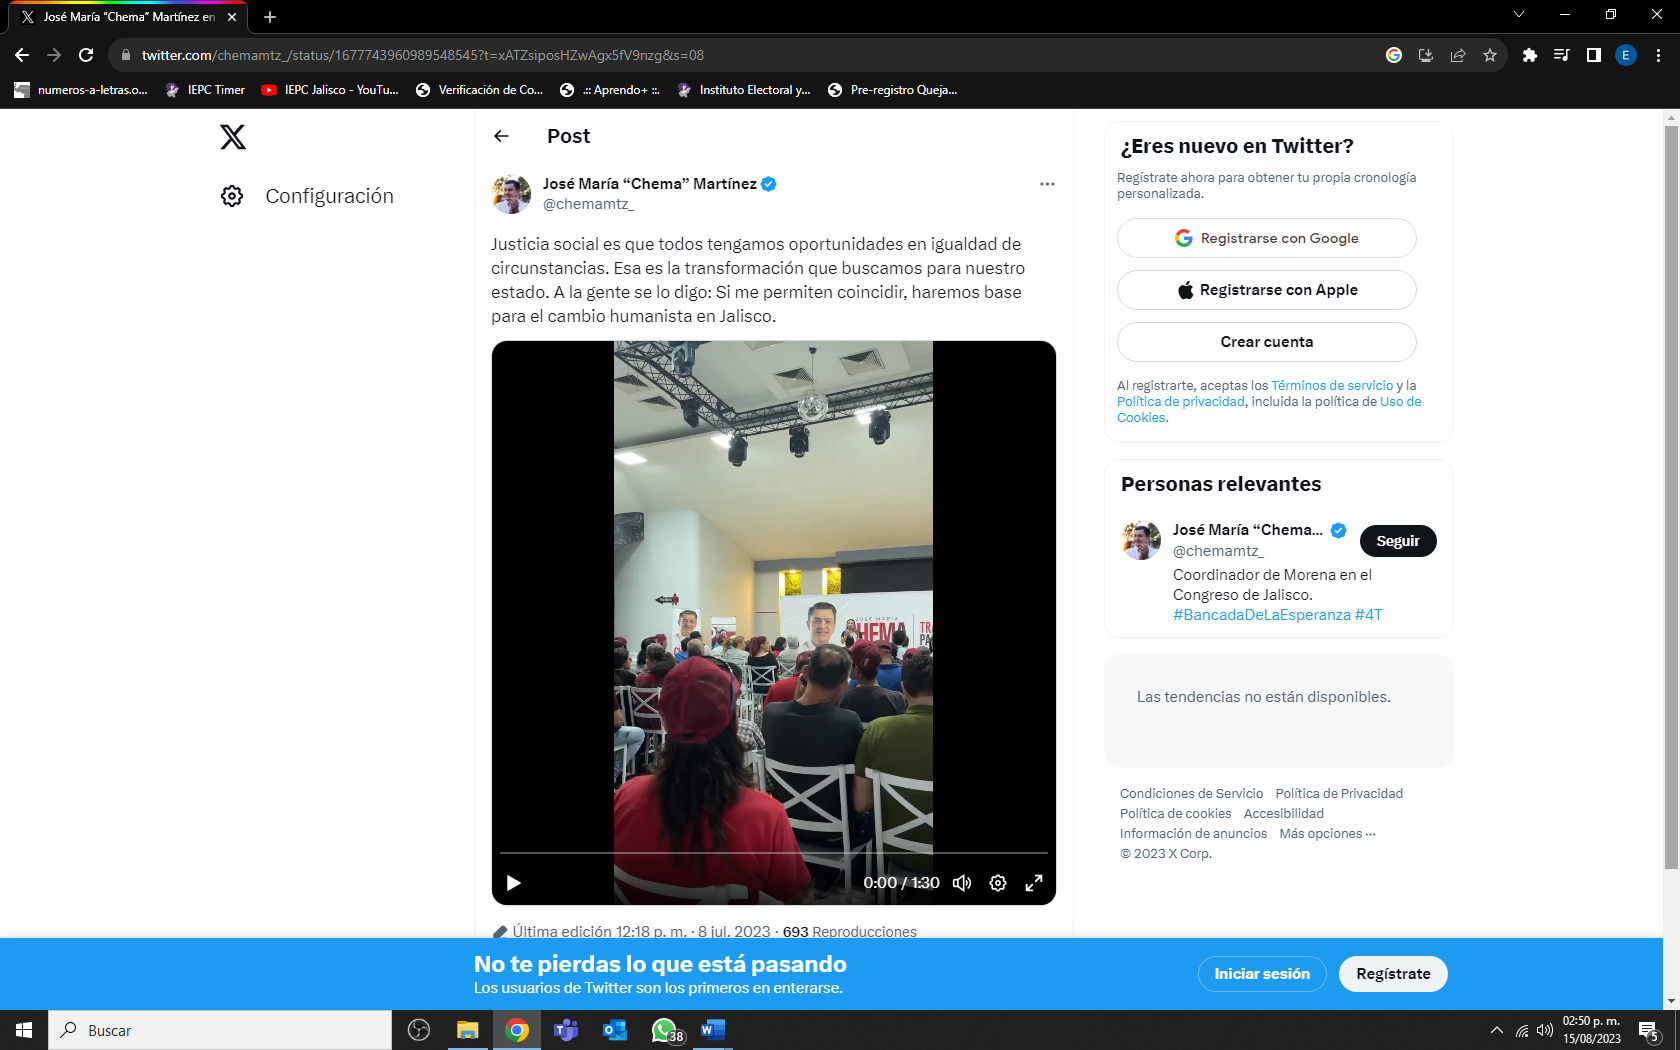 José María “Chema” Martínez en
twitter.com/chemamtz_/status/1677743960989548545?t=xATZsiposHZwAgx5fV9nzg&s=08
E
numeros-a-letras.o...
IEPC Timer
IEPC Jalisco - YouTu...
Verificación de Co...
.:: Aprendo+ ::.
Instituto Electoral y...
Pre-registro Queja...
Configuración
Post
José María “Chema” Martínez
@chemamtz_
Justicia social es que todos tengamos oportunidades en igualdad de
circunstancias. Esa es la transformación que buscamos para nuestro
estado. A la gente se lo digo: Si me permiten coincidir, haremos base
para el cambio humanista en Jalisco.
JOSÉ MARÍA
CHEMA
0:00 / 1:30
Última edición 12:18 p. m. · 8 jul. 2023 · 693 Reproducciones
¿Eres nuevo en Twitter?
Regístrate ahora para obtener tu propia cronología
personalizada.
Registrarse con Google
Registrarse con Apple
Crear cuenta
Al registrarte, aceptas los Términos de servicio y la
Política de privacidad, incluida la política de Uso de
Cookies.
Personas relevantes
José María “Chema...
@chemamtz_
Seguir
Coordinador de Morena en el
Congreso de Jalisco.
#BancadaDeLaEsperanza #4T
Las tendencias no están disponibles.
Condiciones de Servicio Política de Privacidad
Política de cookies Accesibilidad
Información de anuncios Más opciones ···
© 2023 X Corp.
No te pierdas lo que está pasando
Los usuarios de Twitter son los primeros en enterarse.
Iniciar sesión
Regístrate
Buscar
38
02:50 p. m.
15/08/2023
5